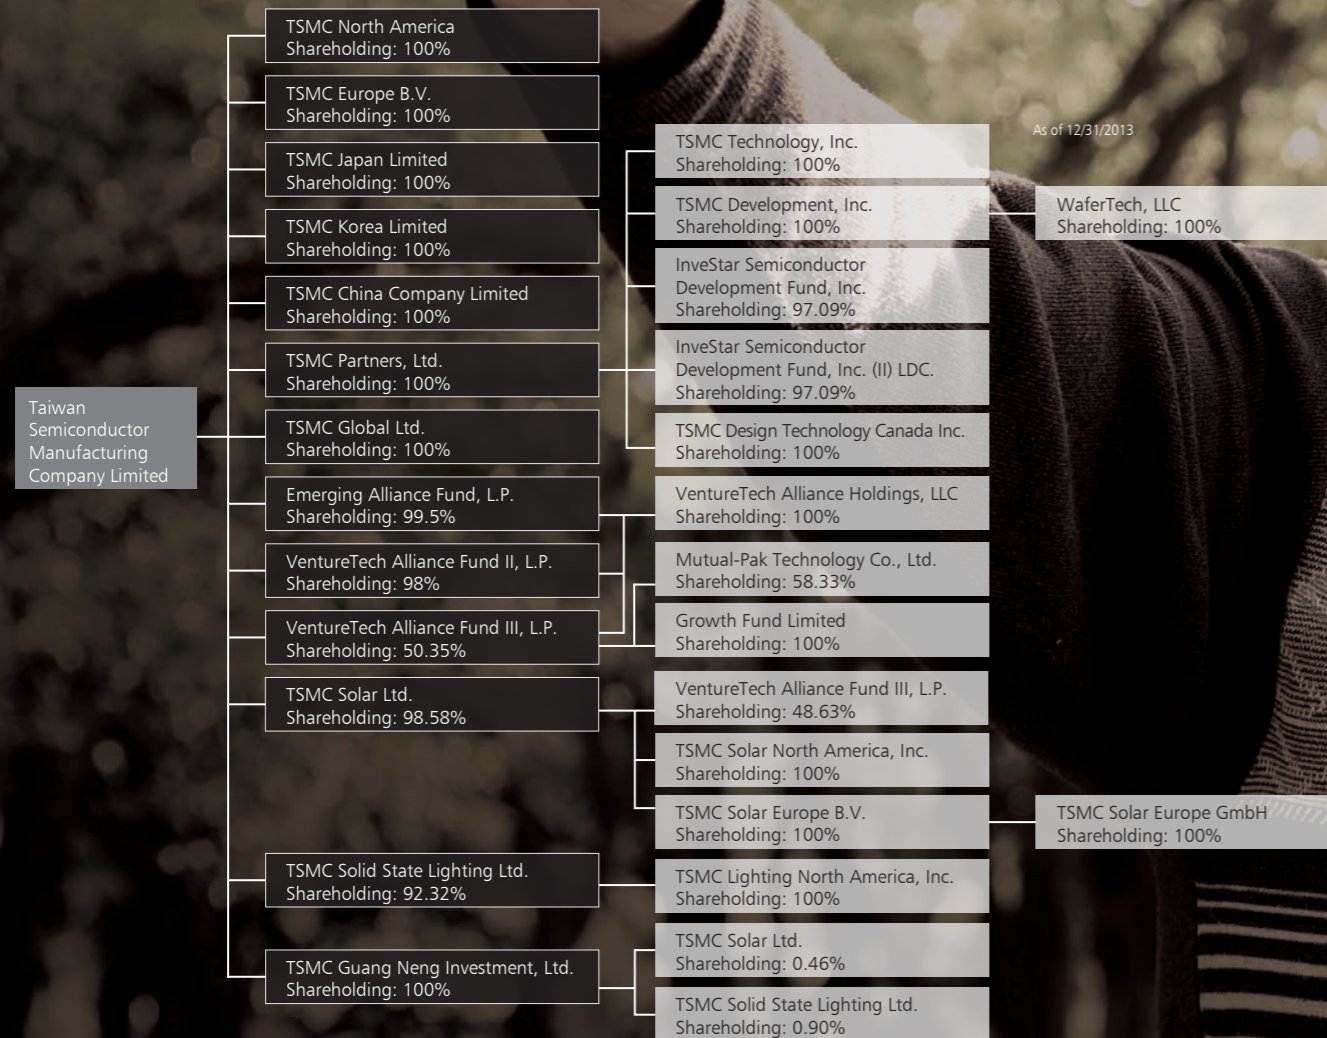 TSMC North America
Shareholding: 100%
TSMC Europe B.V.
Shareholding: 100%
TSMC Japan Limited
Shareholding: 100%
TSMC Korea Limited
Shareholding: 100%
TSMC China Company Limited
Shareholding: 100%
TSMC Partners, Ltd.
Shareholding: 100%
Taiwan
Semiconductor
Manufacturing
Company Limited
TSMC Global Ltd.
Shareholding: 100%
Emerging Alliance Fund, L.P.
Shareholding: 99.5%
VentureTech Alliance Fund II, L.P.
Shareholding: 98%
VentureTech Alliance Fund III, L.P.
Shareholding: 50.35%
TSMC Solar Ltd.
Shareholding: 98.58%
TSMC Solid State Lighting Ltd.
Shareholding: 92.32%
TSMC Guang Neng Investment, Ltd.
Shareholding: 100%
TSMC Technology, Inc.
Shareholding: 100%
TSMC Development, Inc.
Shareholding: 100%
InveStar Semiconductor
Development Fund, Inc.
Shareholding: 97.09%
InveStar Semiconductor
Development Fund, Inc. (II) LDC.
Shareholding: 97.09%
TSMC Design Technology Canada Inc.
Shareholding: 100%
VentureTech Alliance Holdings, LLC
Shareholding: 100%
Mutual-Pak Technology Co., Ltd.
Shareholding: 58.33%
Growth Fund Limited
Shareholding: 100%
VentureTech Alliance Fund III, L.P.
Shareholding: 48.63%
TSMC Solar North America, Inc.
Shareholding: 100%
TSMC Solar Europe B.V.
Shareholding: 100%
TSMC Lighting North America, Inc.
Shareholding: 100%
TSMC Solar Ltd.
Shareholding: 0.46%
TSMC Solid State Lighting Ltd.
Shareholding: 0.90%
As of 12/31/2013
WaferTech, LLC
Shareholding: 100%
TSMC Solar Europe GmbH
Shareholding: 100%